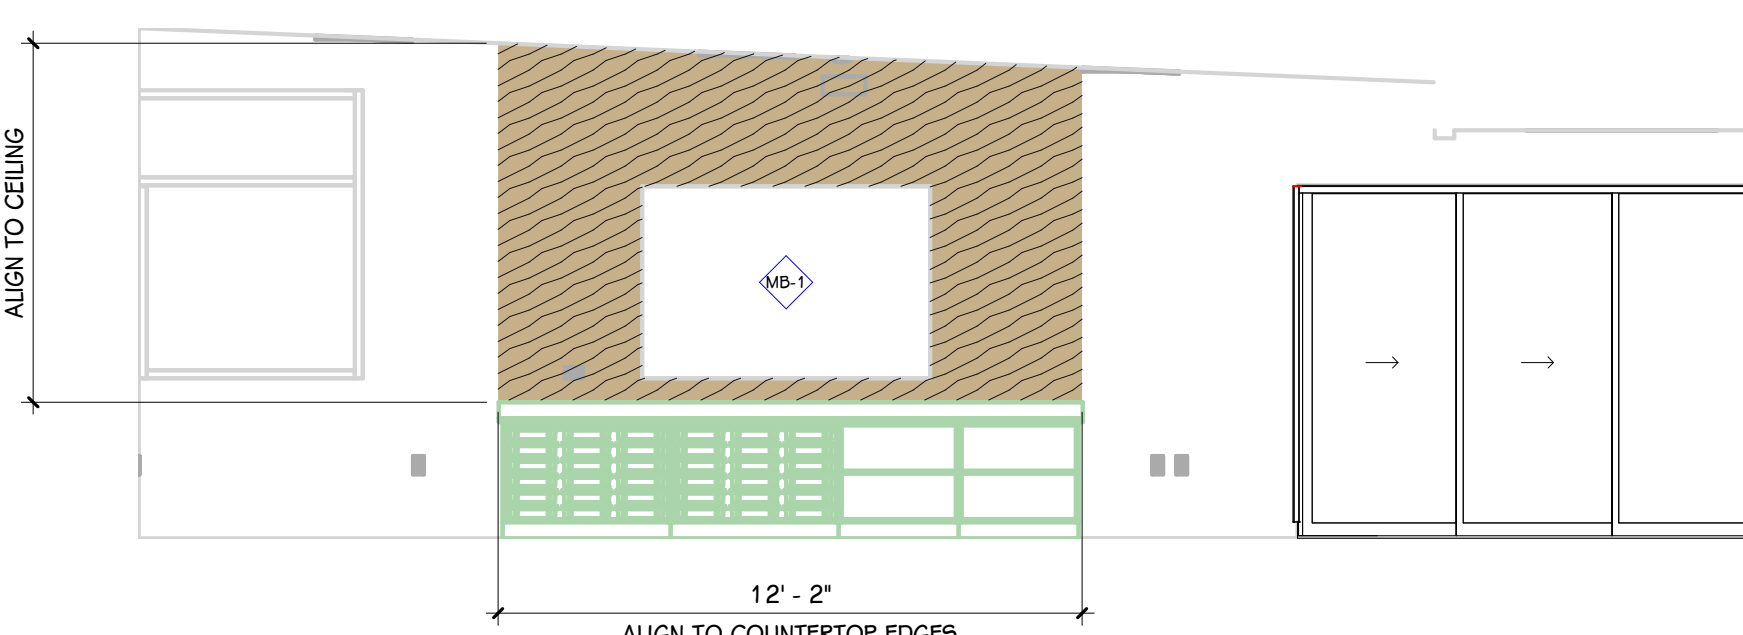 ALIGN TO CEILING
MB-1
12' - 2"
ALIGN TO COUNTERTOP EDGES